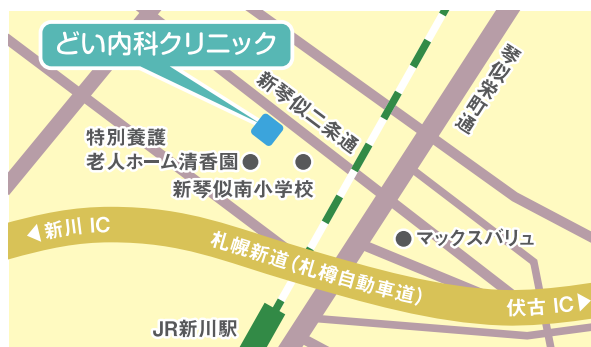 どい内科クリニック
新琴似二条通
琴似栄町通
特別養護
老人ホーム清香園
新琴似南小学校
新川 IC
札幌新道(札樽自動車道)
マックスバリュ
伏古 IC
JR新川駅